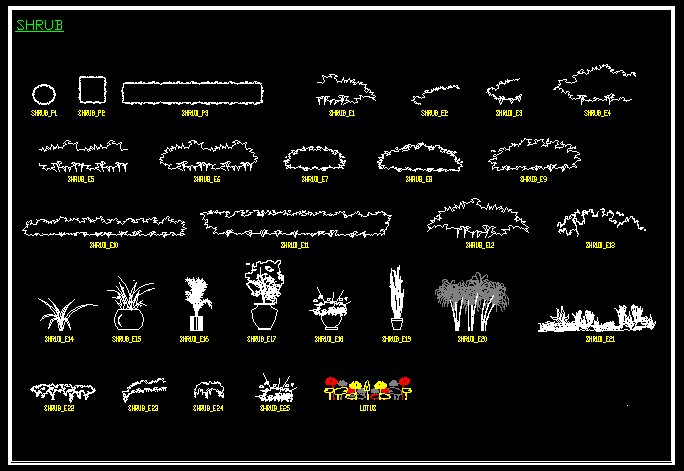 SHRUB
SHRUB_P1 SHRUB_P2 SHRUB_P3 SHRUB_E1 SHRUB_E2 SHRUB_E3 SHRUB_E4
SHRUB_E5 SHRUB_E6 SHRUB_E7 SHRUB_E8 SHRUB_E9
SHRUB_E10 SHRUB_E11 SHRUB_E12 SHRUB_E13
SHRUB_E14 SHRUB_E15 SHRUB_E16 SHRUB_E17 SHRUB_E18 SHRUB_E19 SHRUB_E20 SHRUB_E21
SHRUB_E22 SHRUB_E23 SHRUB_E24 SHRUB_E25 LOTUS